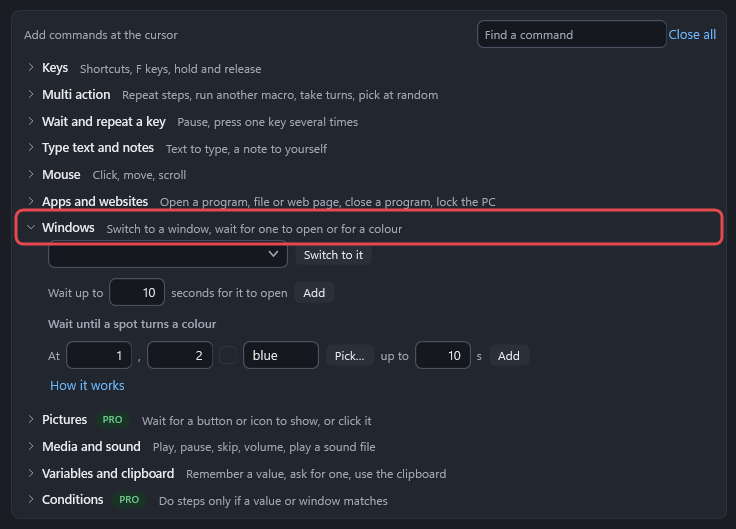 Add commands at the cursor Find a command Close all
Keys Shortcuts, F keys, hold and release
Multi action Repeat steps, run another macro, take turns, pick at random
Wait and repeat a key Pause, press one key several times
Type text and notes Text to type, a note to yourself
Mouse Click, move, scroll
Apps and websites Open a program, file or web page, close a program, lock the PC
Windows Switch to a window, wait for one to open or for a colour
Switch to it
Wait up to 10 seconds for it to open Add
Wait until a spot turns a colour
At 1 , 2 blue Pick... up to 10 s Add
How it works
Pictures PRO Wait for a button or icon to show, or click it
Media and sound Play, pause, skip, volume, play a sound file
Variables and clipboard Remember a value, ask for one, use the clipboard
Conditions PRO Do steps only if a value or window matches